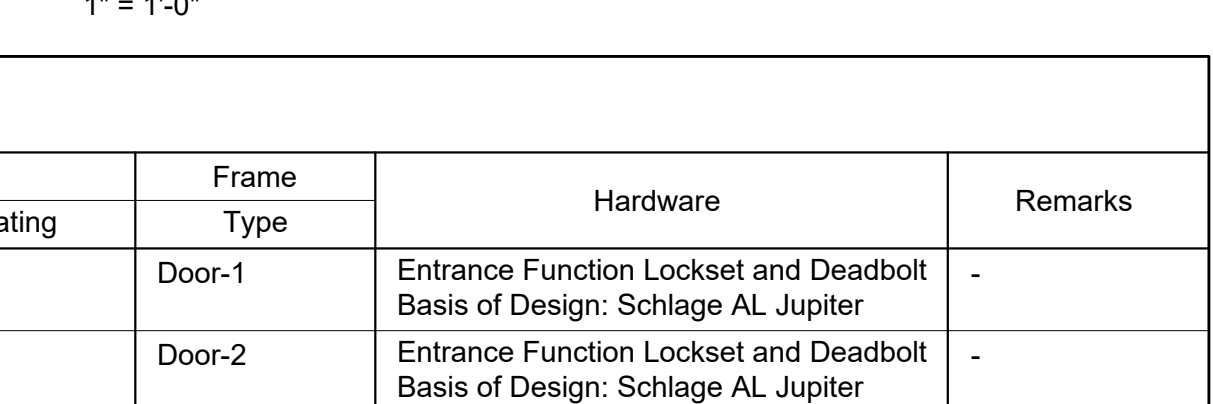 1" = 1'-0"
Frame
Hardware
Remarks
ating
Type
Door-1
Entrance Function Lockset and Deadbolt
-
Basis of Design: Schlage AL Jupiter
Door-2
Entrance Function Lockset and Deadbolt
-
Basis of Design: Schlage AL Jupiter